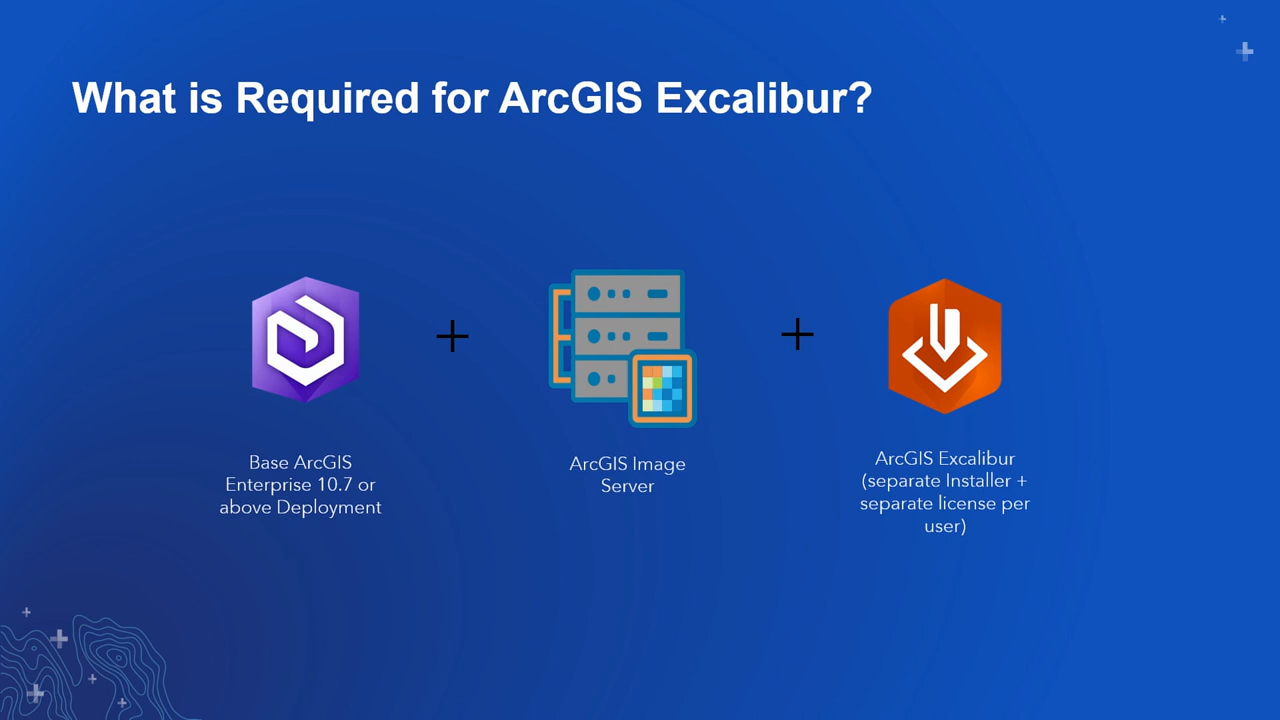 What is Required for ArcGIS Excalibur?
Base ArcGIS
Enterprise 10.7 or
above Deployment
+
ArcGIS Image
Server
+
ArcGIS Excalibur
(separate Installer +
separate license per
user)